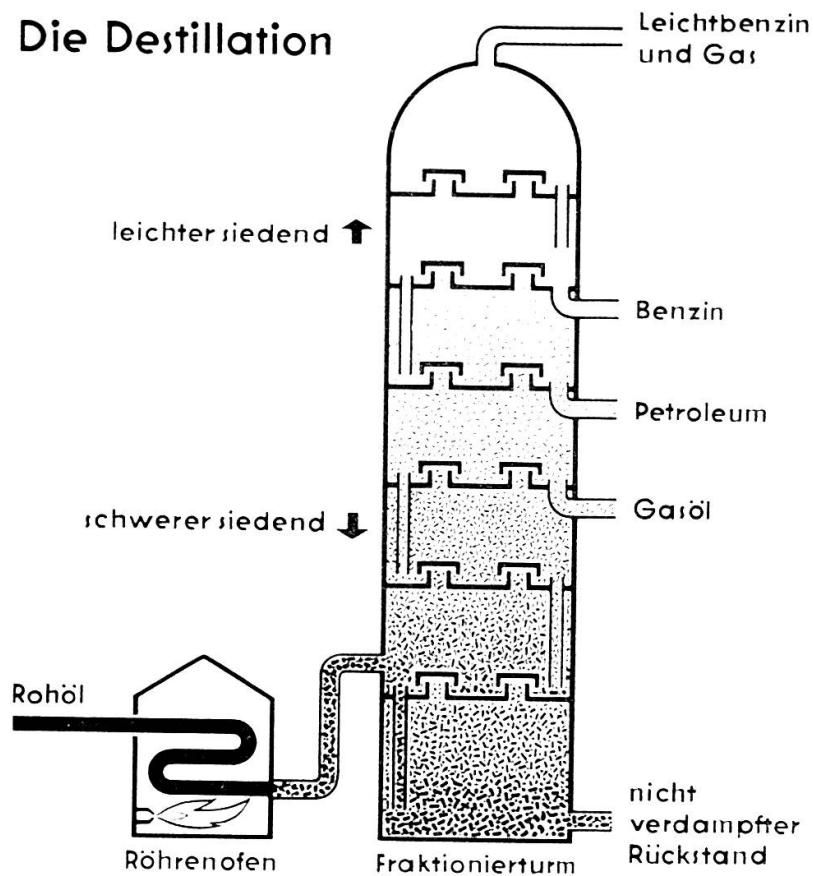 Die Destillation
Leichtbenzin
und Gas
leichter siedend
Benzin
Petroleum
Gasöl
schwerer siedend
Rohöl
nicht
verdampfter
Rückstand
Röhrenofen
Fraktionierturm